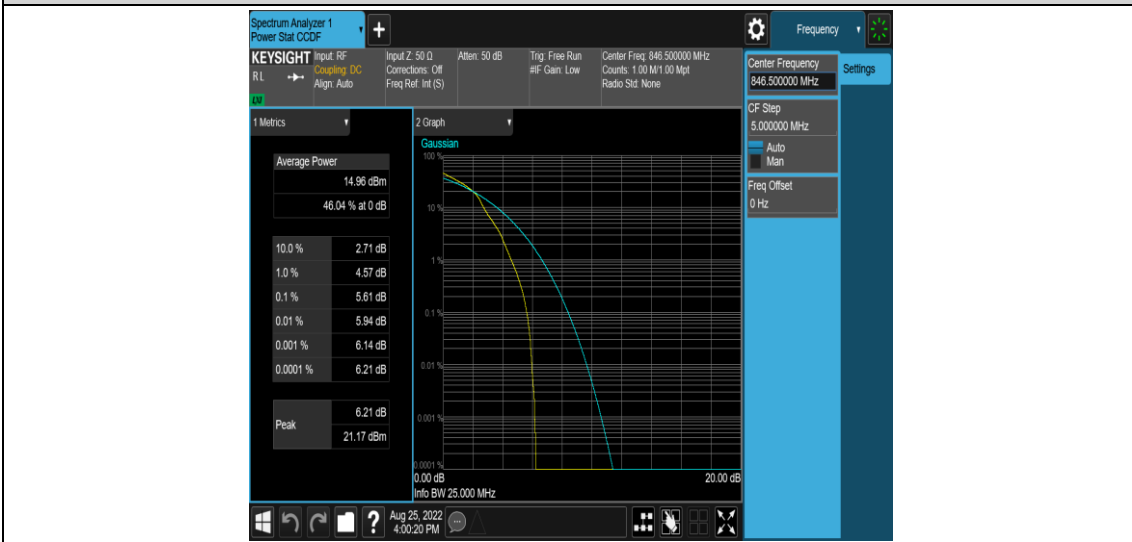 Spectrum Analyzer 1
Power Stat CCDF
+
Frequency
KEYSIGHT
RL
LXI
Input: RF
Coupling: DC
Align: Auto
Input Z: 50 Ω
Corrections: Off
Freq Ref: Int (S)
Atten: 50 dB
Trig: Free Run
#IF Gain: Low
Center Freq: 846.500000 MHz
Counts: 1.00 M/1.00 Mpt
Radio Std: None
Center Frequency
846.500000 MHz
Settings
CF Step
5.000000 MHz
Auto
Man
Freq Offset
0 Hz
1 Metrics
Average Power
14.96 dBm
46.04 % at 0 dB
10.0 % 2.71 dB
1.0 % 4.57 dB
0.1 % 5.61 dB
0.01 % 5.94 dB
0.001 % 6.14 dB
0.0001 % 6.21 dB
Peak
6.21 dB
21.17 dBm
2 Graph
Gaussian
100 %
10 %
1 %
0.1 %
0.01 %
0.001 %
0.0001 %
0.00 dB 20.00 dB
Info BW 25.000 MHz
?
Aug 25, 2022
4:00:20 PM